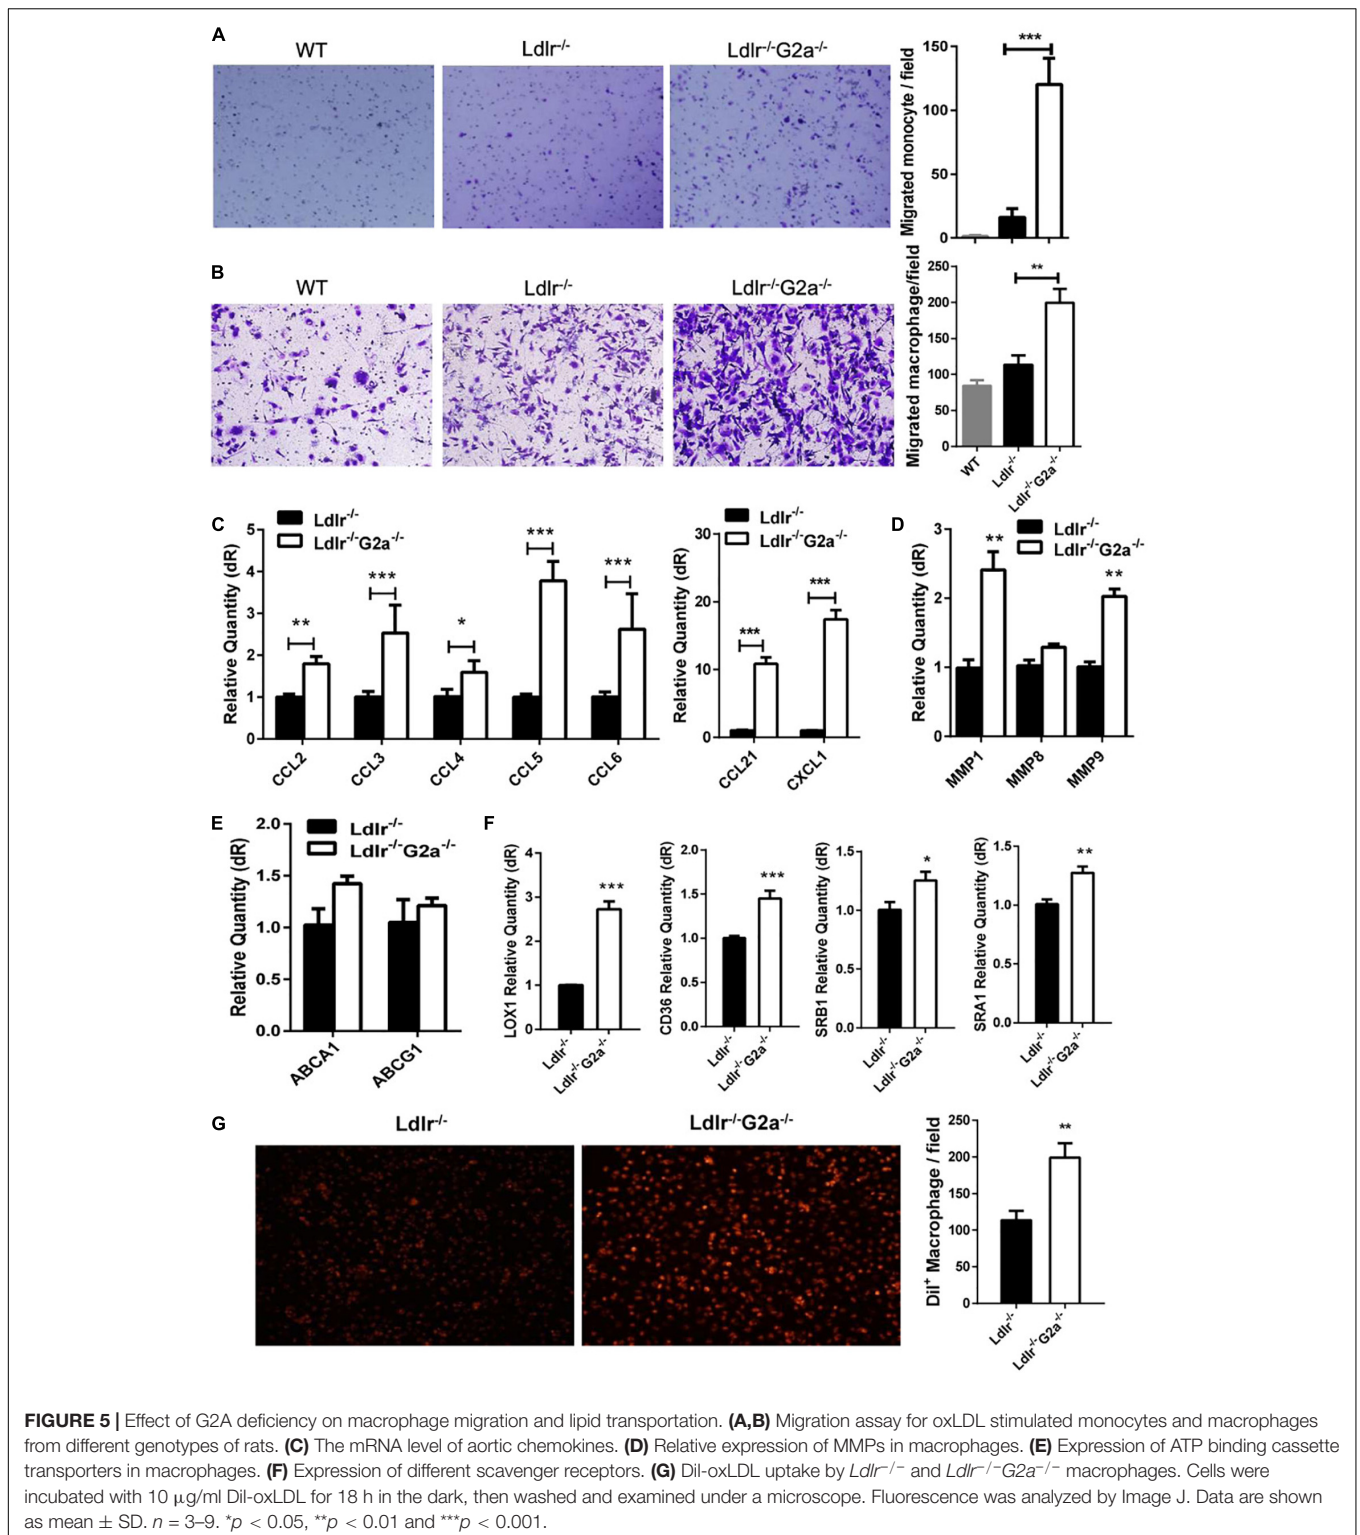 A
WT
Ldlr-/-
Ldlr-/-G2a-/-
Migrated monocyte / field
150
100
50
0
***
B
WT
Ldlr-/-
Ldlr-/-G2a-/-
Migrated macrophage/field
250
200
150
100
50
0
**
WT
Ldlr-/-
Ldlr-/-G2a-/-
C
Ldlr-/-
Ldlr-/-G2a-/-
Relative Quantity (dR)
5
4
3
2
1
0
**
***
*
***
***
CCL2
CCL3
CCL4
CCL5
CCL6
Ldlr-/-
Ldlr-/-G2a-/-
Relative Quantity (dR)
30
20
10
0
***
***
CCL21
CXCL1
D
Ldlr-/-
Ldlr-/-G2a-/-
Relative Quantity (dR)
3
2
1
0
**
**
MMP1
MMP8
MMP9
E
Ldlr-/-
Ldlr-/-G2a-/-
Relative Quantity (dR)
2.0
1.5
1.0
0.5
0.0
ABCA1
ABCG1
F
LOX1 Relative Quantity (dR)
4
3
2
1
0
***
Ldlr-/-
Ldlr-/-G2a-/-
CD36 Relative Quantity (dR)
2.0
1.5
1.0
0.5
0.0
***
Ldlr-/-
Ldlr-/-G2a-/-
SRB1 Relative Quantity (dR)
1.5
1.0
0.5
0.0
*
Ldlr-/-
Ldlr-/-G2a-/-
SRA1 Relative Quantity (dR)
1.5
1.0
0.5
0.0
**
Ldlr-/-
Ldlr-/-G2a-/-
G
Ldlr-/-
Ldlr-/-G2a-/-
Dil+ Macrophage / field
250
200
150
100
50
0
**
Ldlr-/-
Ldlr-/-G2a-/-
FIGURE 5 | Effect of G2A deficiency on macrophage migration and lipid transportation. (A,B) Migration assay for oxLDL stimulated monocytes and macrophages
from different genotypes of rats. (C) The mRNA level of aortic chemokines. (D) Relative expression of MMPs in macrophages. (E) Expression of ATP binding cassette
transporters in macrophages. (F) Expression of different scavenger receptors. (G) Dil-oxLDL uptake by Ldlr−/− and Ldlr−/−G2a−/− macrophages. Cells were
incubated with 10 μg/ml Dil-oxLDL for 18 h in the dark, then washed and examined under a microscope. Fluorescence was analyzed by Image J. Data are shown
as mean ± SD. n = 3–9. *p < 0.05, **p < 0.01 and ***p < 0.001.